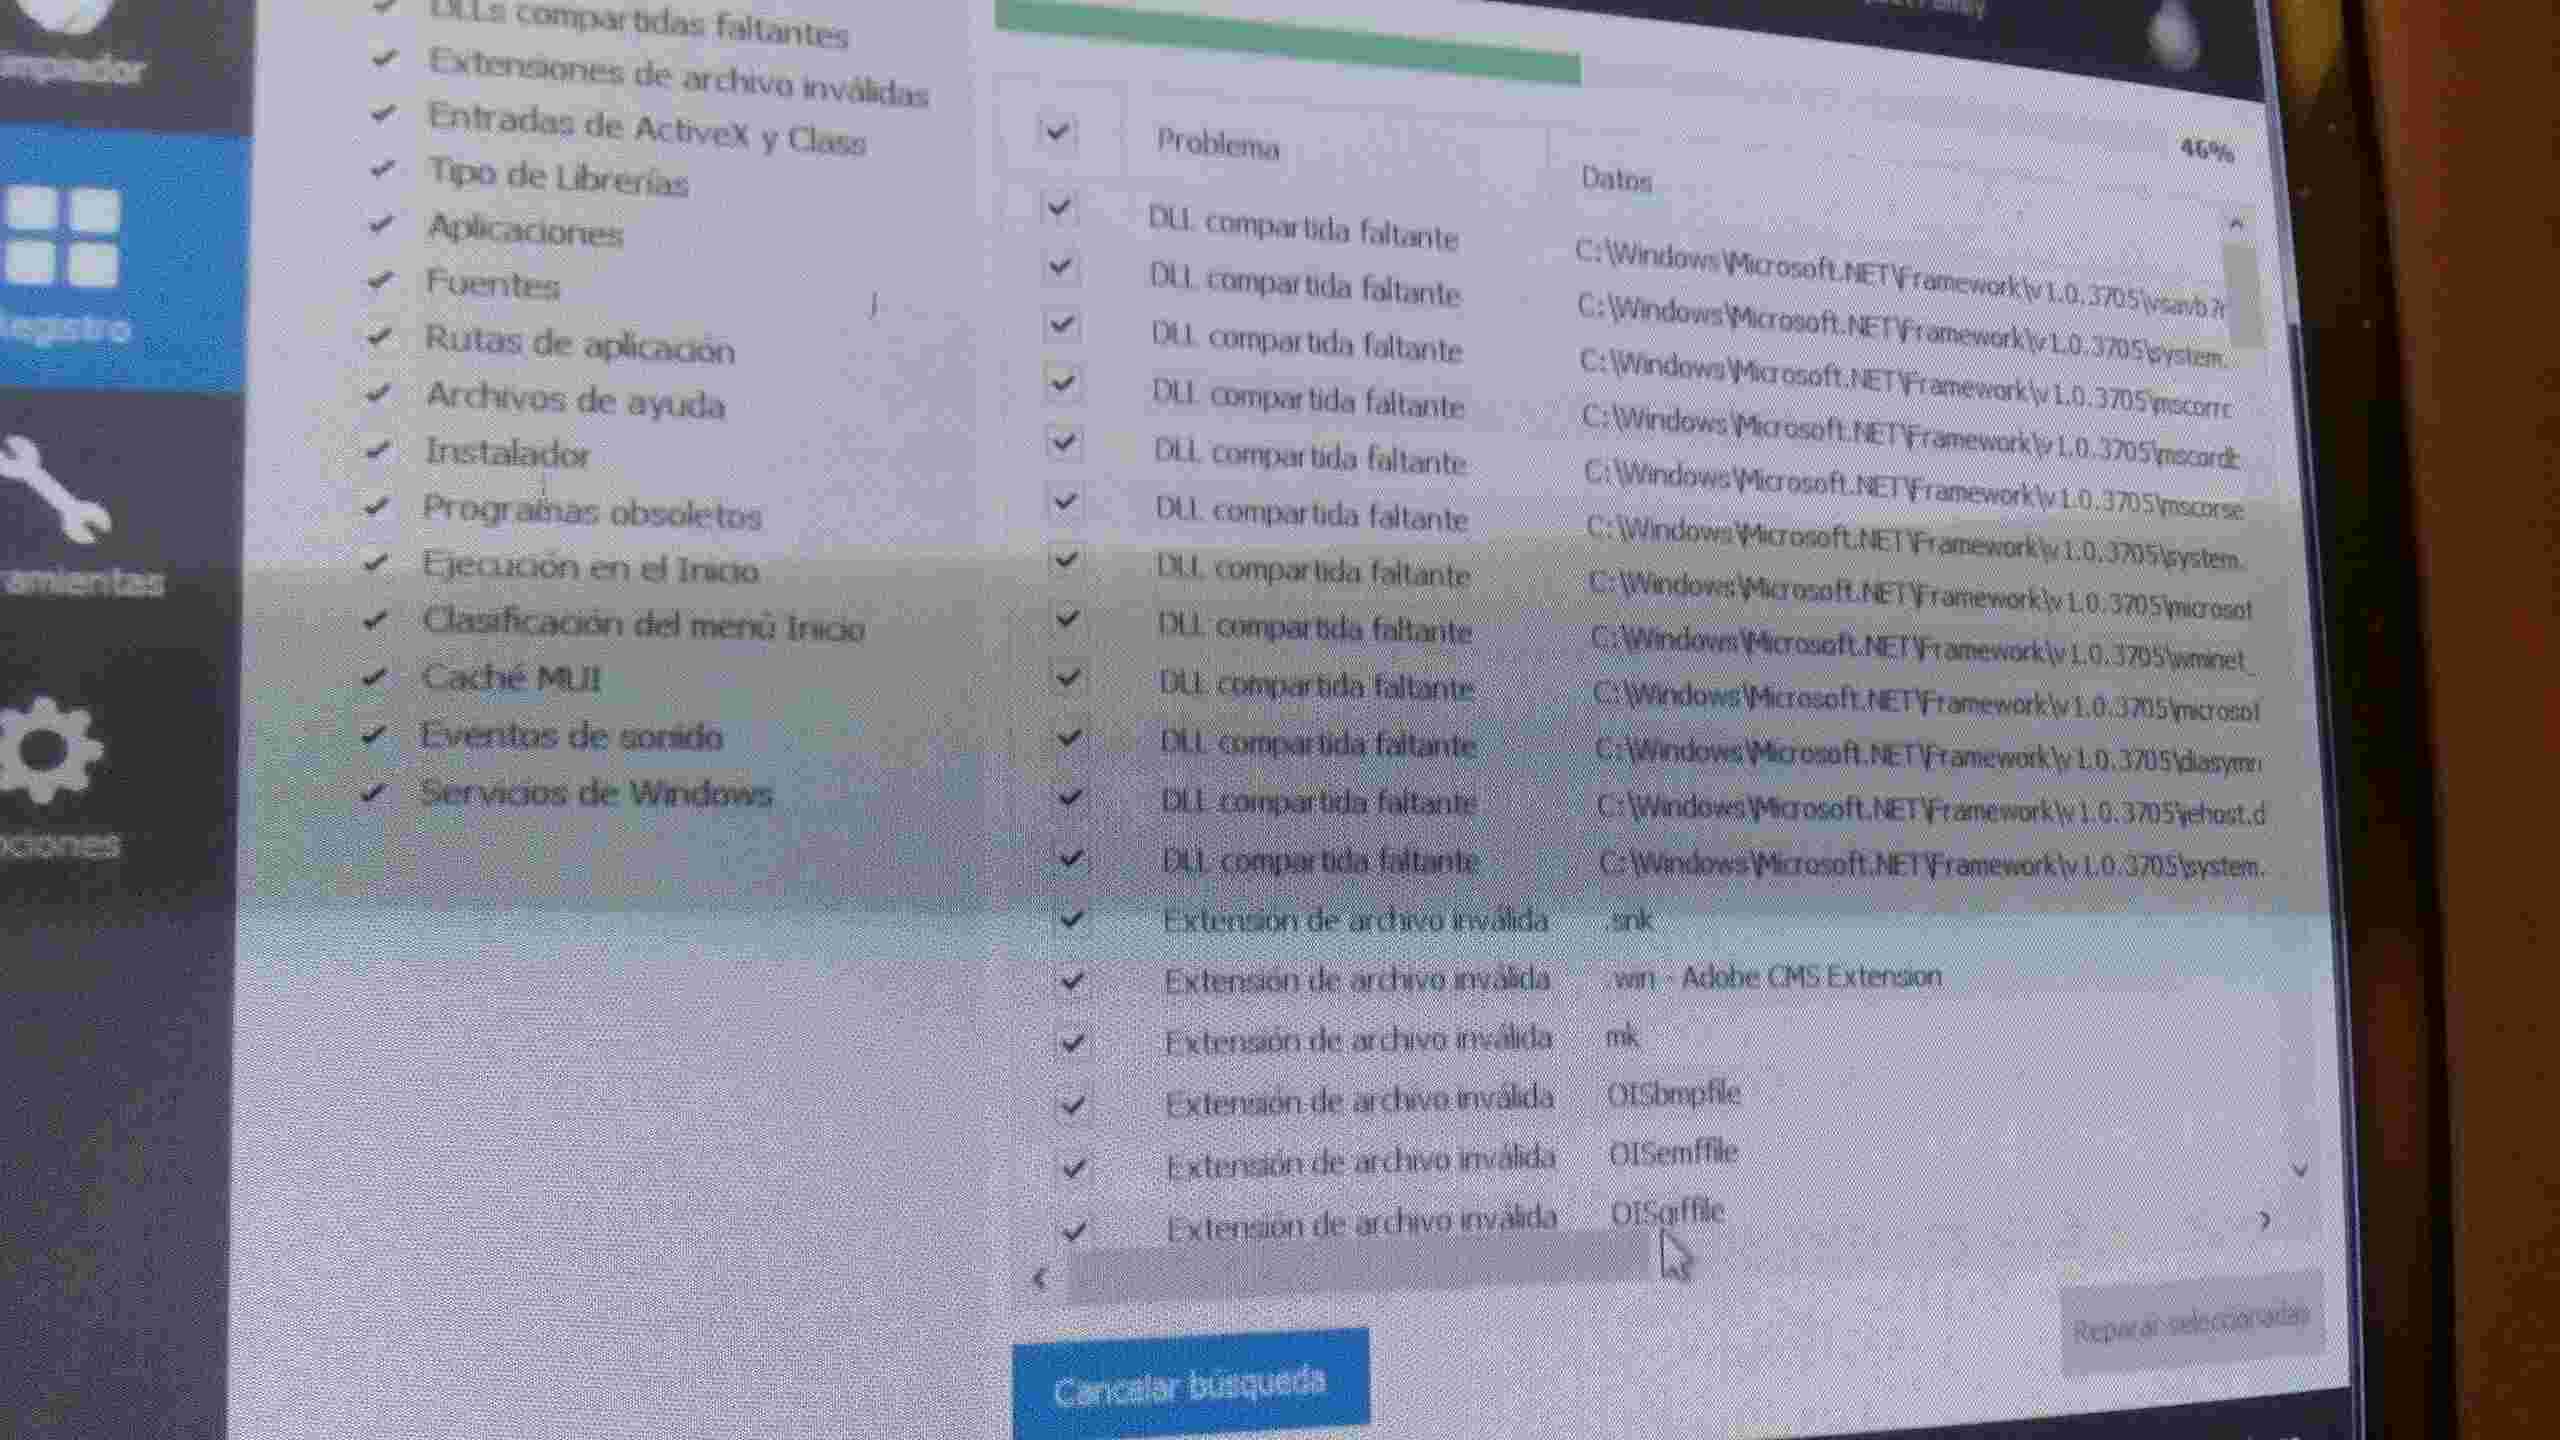 DLLs compartidas faltantes
Extensiones de archivo inválidas
Entradas de ActiveX y Class
Tipo de Librerías
Aplicaciones
Fuentes
Rutas de aplicación
Archivos de ayuda
Instalador
Programas obsoletos
Ejecución en el Inicio
Clasificación del menú Inicio
Caché MUI
Eventos de sonido
Servicios de Windows
mpiador
Registro
ramientas
pciones
46%
Problema Datos
DLL compartida faltante C:\Windows\Microsoft.NET\Framework\v1.0.3705\vsavb7r
DLL compartida faltante C:\Windows\Microsoft.NET\Framework\v1.0.3705\system.
DLL compartida faltante C:\Windows\Microsoft.NET\Framework\v1.0.3705\mscorrc
DLL compartida faltante C:\Windows\Microsoft.NET\Framework\v1.0.3705\mscordb
DLL compartida faltante C:\Windows\Microsoft.NET\Framework\v1.0.3705\mscorse
DLL compartida faltante C:\Windows\Microsoft.NET\Framework\v1.0.3705\system.
DLL compartida faltante C:\Windows\Microsoft.NET\Framework\v1.0.3705\microsof
DLL compartida faltante C:\Windows\Microsoft.NET\Framework\v1.0.3705\wminet_
DLL compartida faltante C:\Windows\Microsoft.NET\Framework\v1.0.3705\microsof
DLL compartida faltante C:\Windows\Microsoft.NET\Framework\v1.0.3705\diasymr
DLL compartida faltante C:\Windows\Microsoft.NET\Framework\v1.0.3705\iehost.d
DLL compartida faltante C:\Windows\Microsoft.NET\Framework\v1.0.3705\system.
Extensión de archivo inválida .snk
Extensión de archivo inválida .win - Adobe CMS Extension
Extensión de archivo inválida mk
Extensión de archivo inválida OISbmpfile
Extensión de archivo inválida OISemffile
Extensión de archivo inválida OISgiffile
Cancelar búsqueda
Reparar seleccionadas